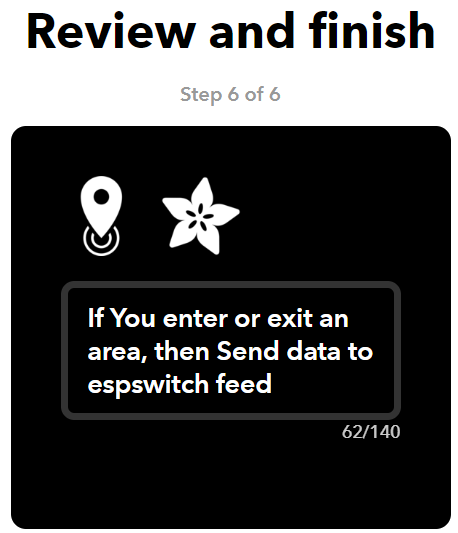 Review and finish
Step 6 of 6
If You enter or exit an
area, then Send data to
espswitch feed
62/140